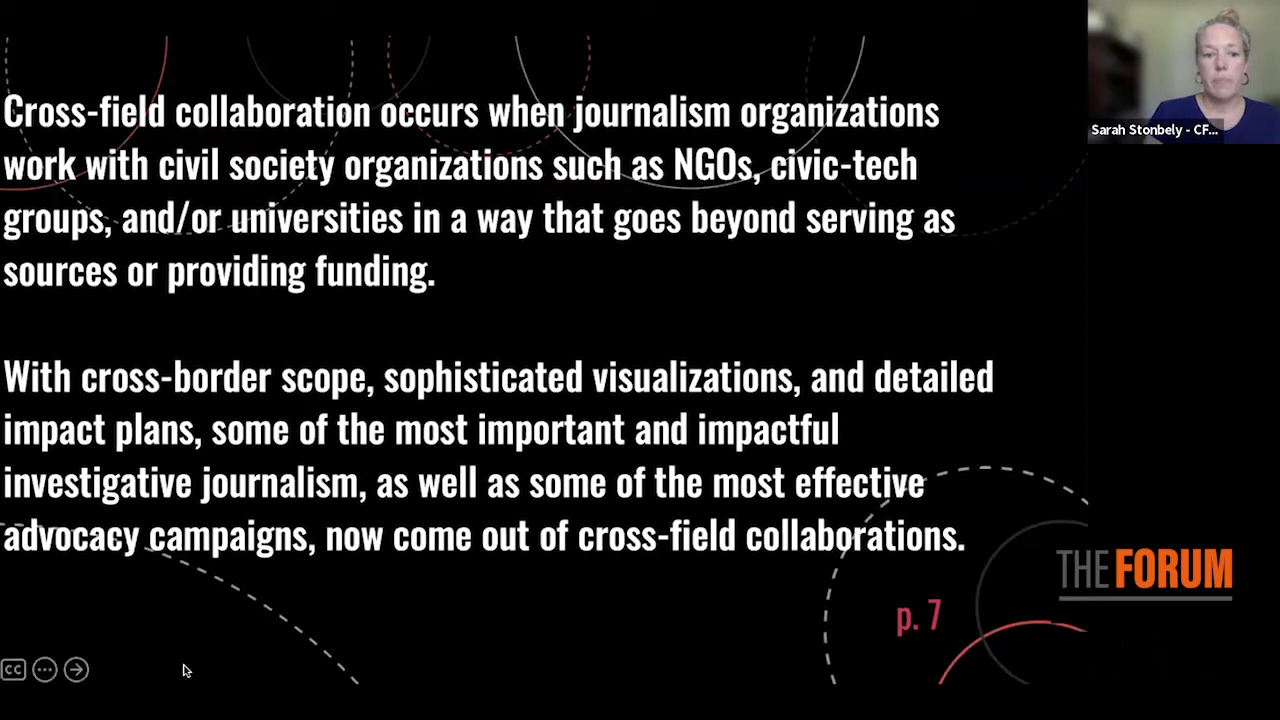 Cross-field collaboration occurs when journalism organizations
work with civil society organizations such as NGOs, civic-tech
groups, and/or universities in a way that goes beyond serving as
sources or providing funding.
With cross-border scope, sophisticated visualizations, and detailed
impact plans, some of the most important and impactful
investigative journalism, as well as some of the most effective
advocacy campaigns, now come out of cross-field collaborations.
p. 7
THE FORUM
CC
Sarah Stonbely - CF...